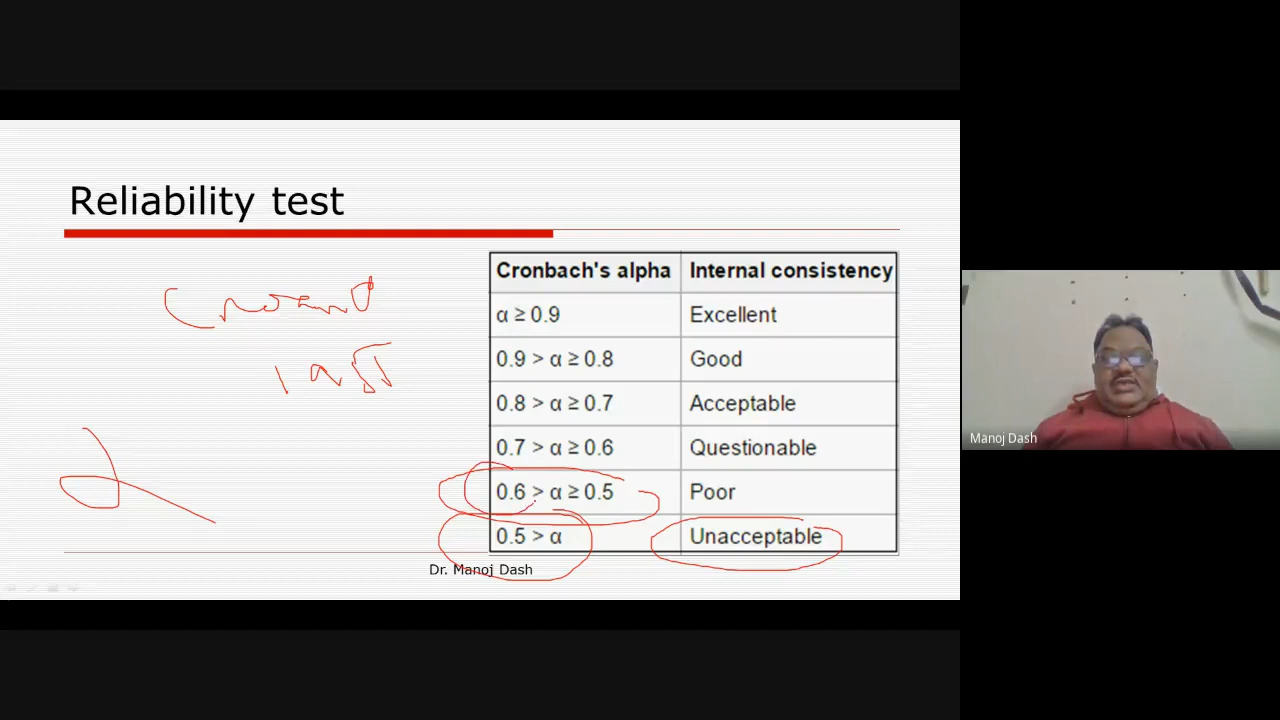 Reliability test
Cronbach's alpha Internal consistency
α ≥ 0.9 Excellent
0.9 > α ≥ 0.8 Good
0.8 > α ≥ 0.7 Acceptable
0.7 > α ≥ 0.6 Questionable
0.6 > α ≥ 0.5 Poor
0.5 > α Unacceptable
Dr. Manoj Dash
Manoj Dash